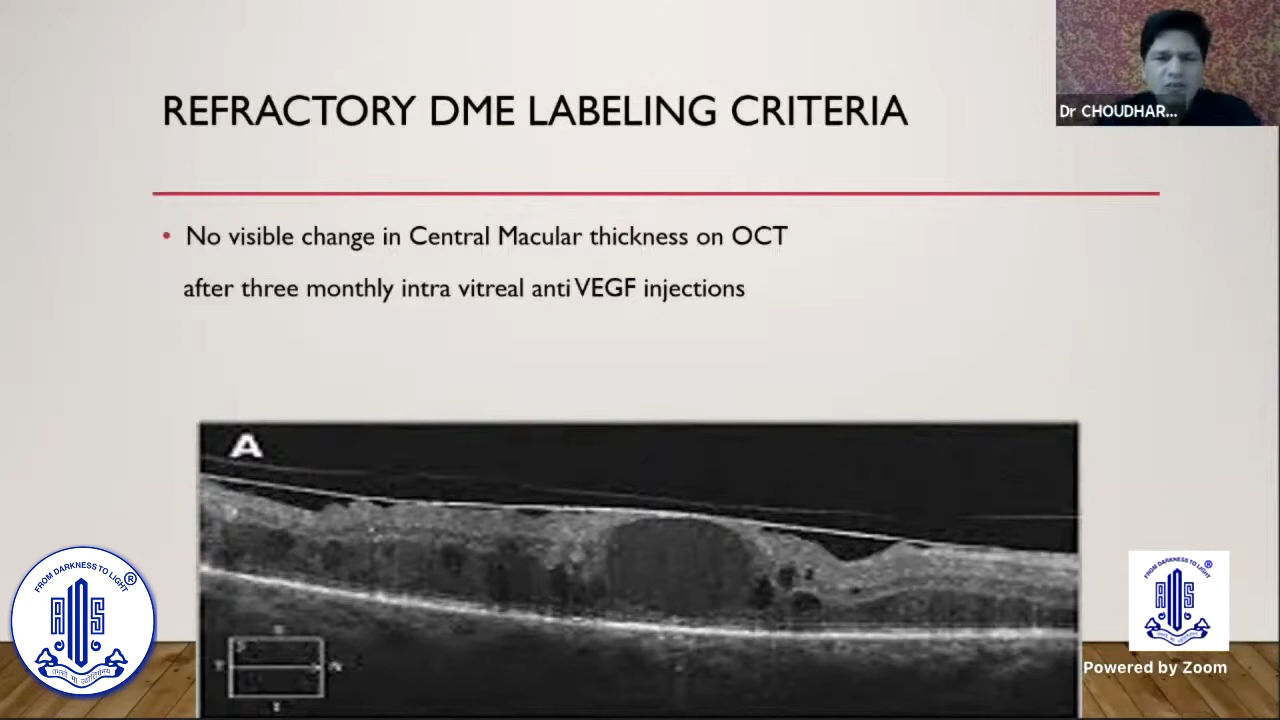 REFRACTORY DME LABELING CRITERIA
Dr CHOUDHAR...
• No visible change in Central Macular thickness on OCT
after three monthly intra vitreal anti VEGF injections
A
FROM DARKNESS TO LIGHT ®
AIOS
FROM DARKNESS TO LIGHT ®
AIOS
Powered by Zoom